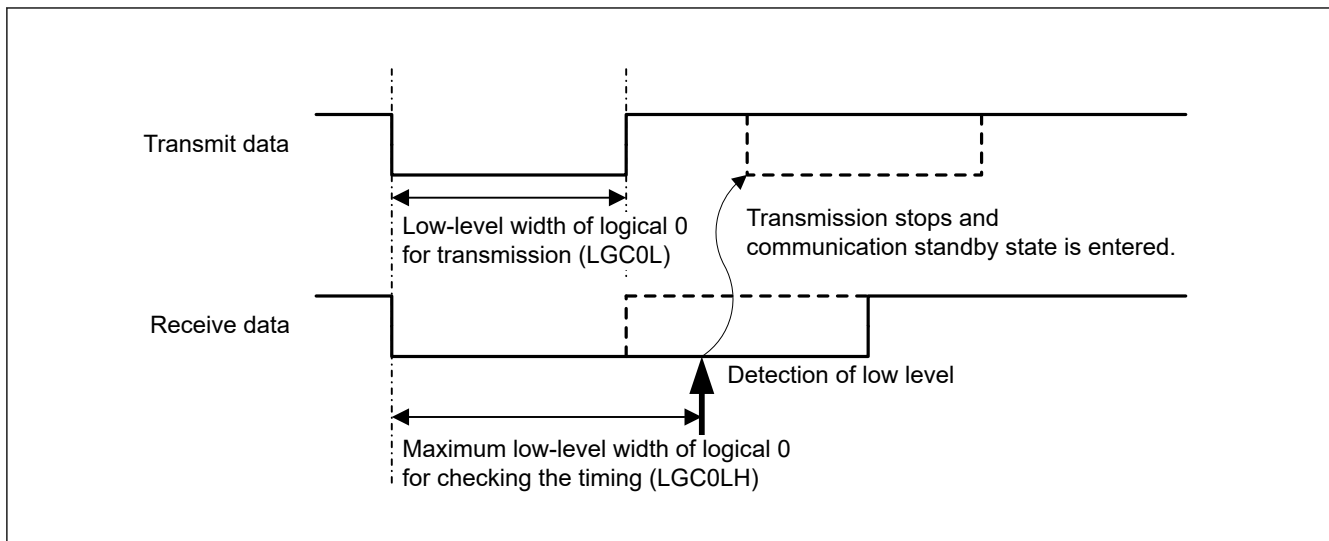 Transmit data
Low-level width of logical 0
for transmission (LGC0L)
Transmission stops and
communication standby state is entered.
Receive data
Detection of low level
Maximum low-level width of logical 0
for checking the timing (LGC0LH)